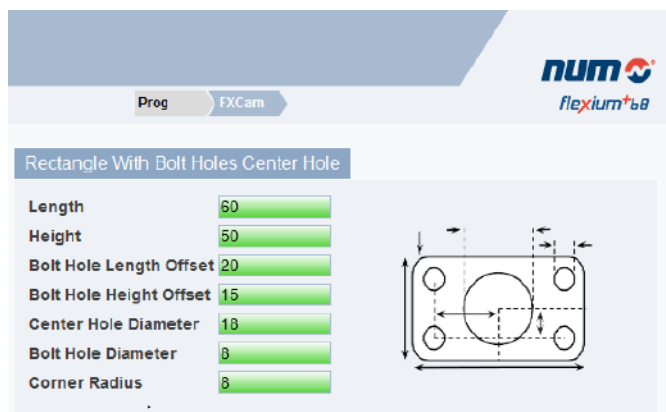 num
flexium+68
Prog FXCam
Rectangle With Bolt Holes Center Hole
Length 60
Height 50
Bolt Hole Length Offset 20
Bolt Hole Height Offset 15
Center Hole Diameter 18
Bolt Hole Diameter 8
Corner Radius 8